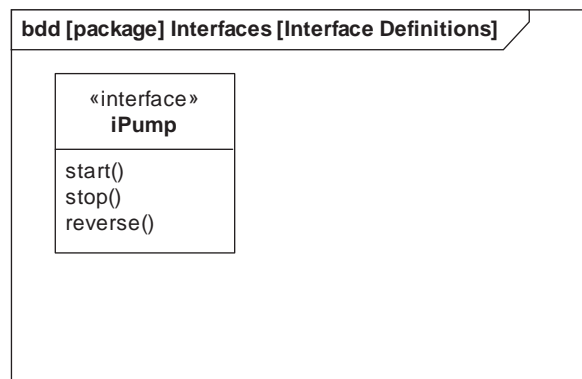 bdd [package] Interfaces [Interface Definitions]
«interface»
iPump
start()
stop()
reverse()